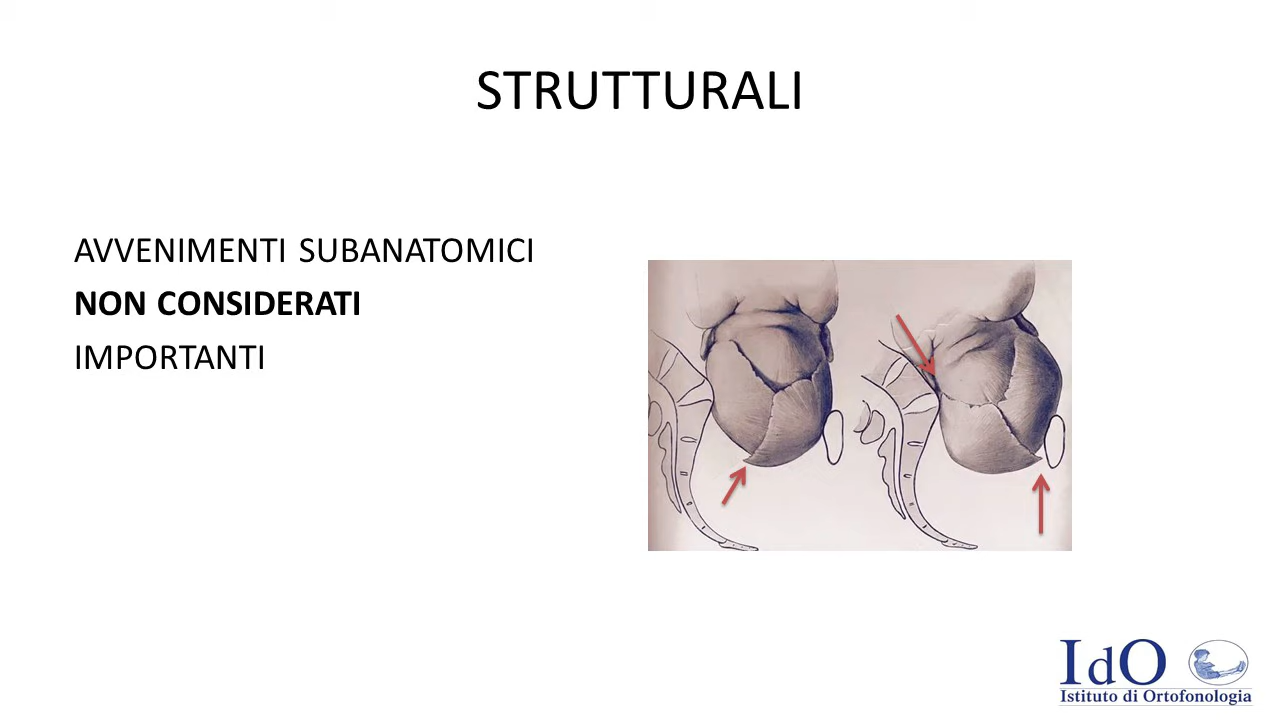 STRUTTURALI
AVVENIMENTI SUBANATOMICI
NON CONSIDERATI
IMPORTANTI
IdO
Istituto di Ortofonologia